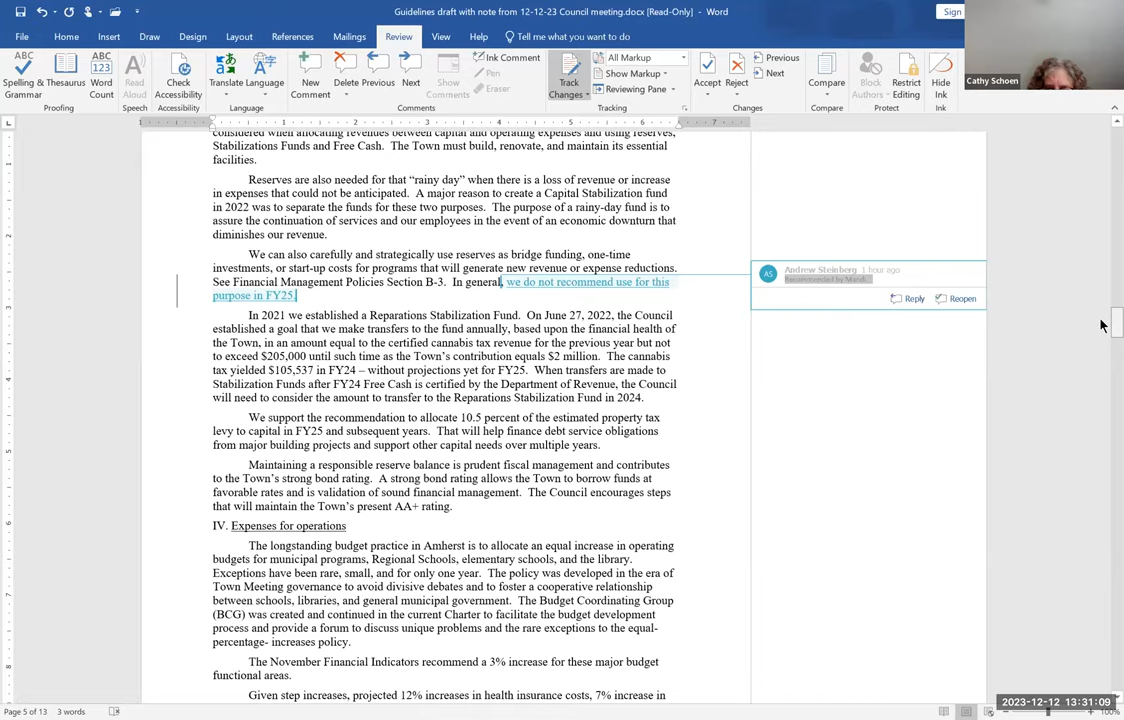 Guidelines draft with note from 12-12-23 Council meeting.docx [Read-Only] - Word
Sign
File Home Insert Draw Design Layout References Mailings Review View Help Tell me what you want to do
ABC Spelling & Grammar
Thesaurus
ABC 123 Word Count
Read Aloud
Check Accessibility
Translate
Language
New Comment
Delete
Previous
Next
Show Comments
Ink Comment
Pen
Eraser
Track Changes
All Markup
Show Markup
Reviewing Pane
Accept
Reject
Previous
Next
Compare
Block Authors
Restrict Editing
Hide Ink
Proofing Speech Accessibility Language Comments Tracking Changes Compare Protect Ink
Cathy Schoen
considered when allocating revenues between capital and operating expenses and using reserves,
Stabilizations Funds and Free Cash. The Town must build, renovate, and maintain its essential
facilities.
Reserves are also needed for that “rainy day” when there is a loss of revenue or increase
in expenses that could not be anticipated. A major reason to create a Capital Stabilization fund
in 2022 was to separate the funds for these two purposes. The purpose of a rainy-day fund is to
assure the continuation of services and our employees in the event of an economic downturn that
diminishes our revenue.
We can also carefully and strategically use reserves as bridge funding, one-time
investments, or start-up costs for programs that will generate new revenue or expense reductions.
See Financial Management Policies Section B-3. In general, we do not recommend use for this
purpose in FY25.
In 2021 we established a Reparations Stabilization Fund. On June 27, 2022, the Council
established a goal that we make transfers to the fund annually, based upon the financial health of
the Town, in an amount equal to the certified cannabis tax revenue for the previous year but not
to exceed $205,000 until such time as the Town’s contribution equals $2 million. The cannabis
tax yielded $105,537 in FY24 – without projections yet for FY25. When transfers are made to
Stabilization Funds after FY24 Free Cash is certified by the Department of Revenue, the Council
will need to consider the amount to transfer to the Reparations Stabilization Fund in 2024.
We support the recommendation to allocate 10.5 percent of the estimated property tax
levy to capital in FY25 and subsequent years. That will help finance debt service obligations
from major building projects and support other capital needs over multiple years.
Maintaining a responsible reserve balance is prudent fiscal management and contributes
to the Town’s strong bond rating. A strong bond rating allows the Town to borrow funds at
favorable rates and is validation of sound financial management. The Council encourages steps
that will maintain the Town’s present AA+ rating.
IV. Expenses for operations
The longstanding budget practice in Amherst is to allocate an equal increase in operating
budgets for municipal programs, Regional Schools, elementary schools, and the library.
Exceptions have been rare, small, and for only one year. The policy was developed in the era of
Town Meeting governance to avoid divisive debates and to foster a cooperative relationship
between schools, libraries, and general municipal government. The Budget Coordinating Group
(BCG) was created and continued in the current Charter to facilitate the budget development
process and provide a forum to discuss unique problems and the rare exceptions to the equal-
percentage- increases policy.
The November Financial Indicators recommend a 3% increase for these major budget
functional areas.
Given step increases, projected 12% increases in health insurance costs, 7% increase in
AS Andrew Steinberg 1 hour ago
Recommended by Mandi.
Reply Reopen
Page 5 of 13 3 words
2023-12-12 13:31:09
100%